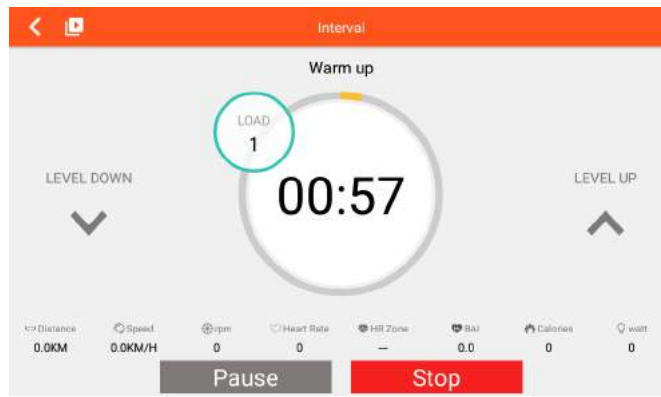 Interval
Warm up
LOAD
1
00:57
LEVEL DOWN
LEVEL UP
Distance Speed rpm Heart Rate HR Zone BAI Calories watt
0.0KM 0.0KM/H 0 0 — 0.0 0 0
Pause Stop